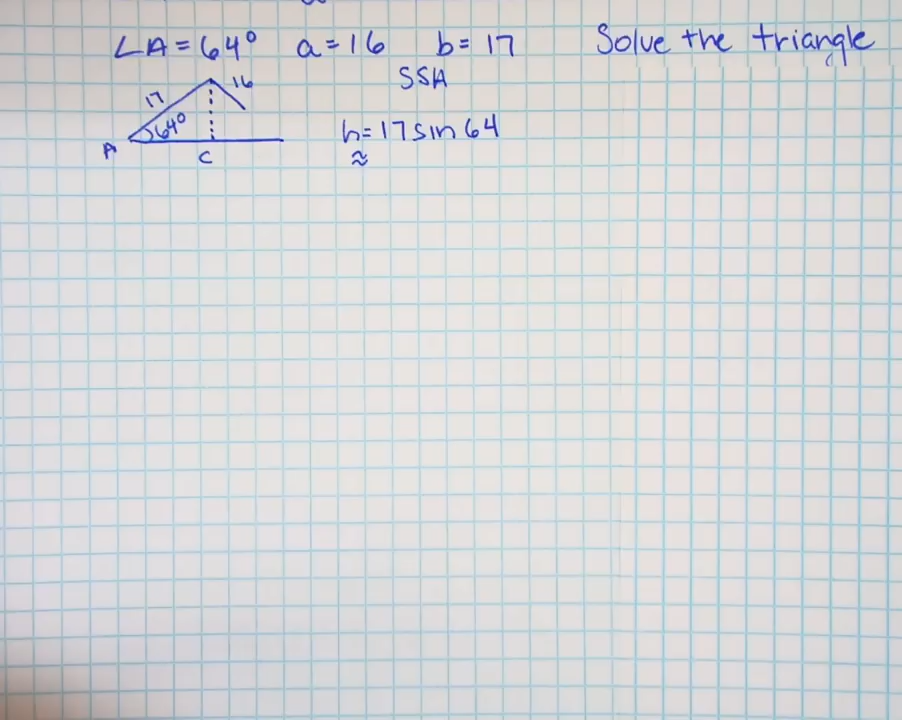 ∠A = 64° a = 16 b = 17 Solve the triangle
SSA
17 16
64° h = 17 sin 64
A C ≈